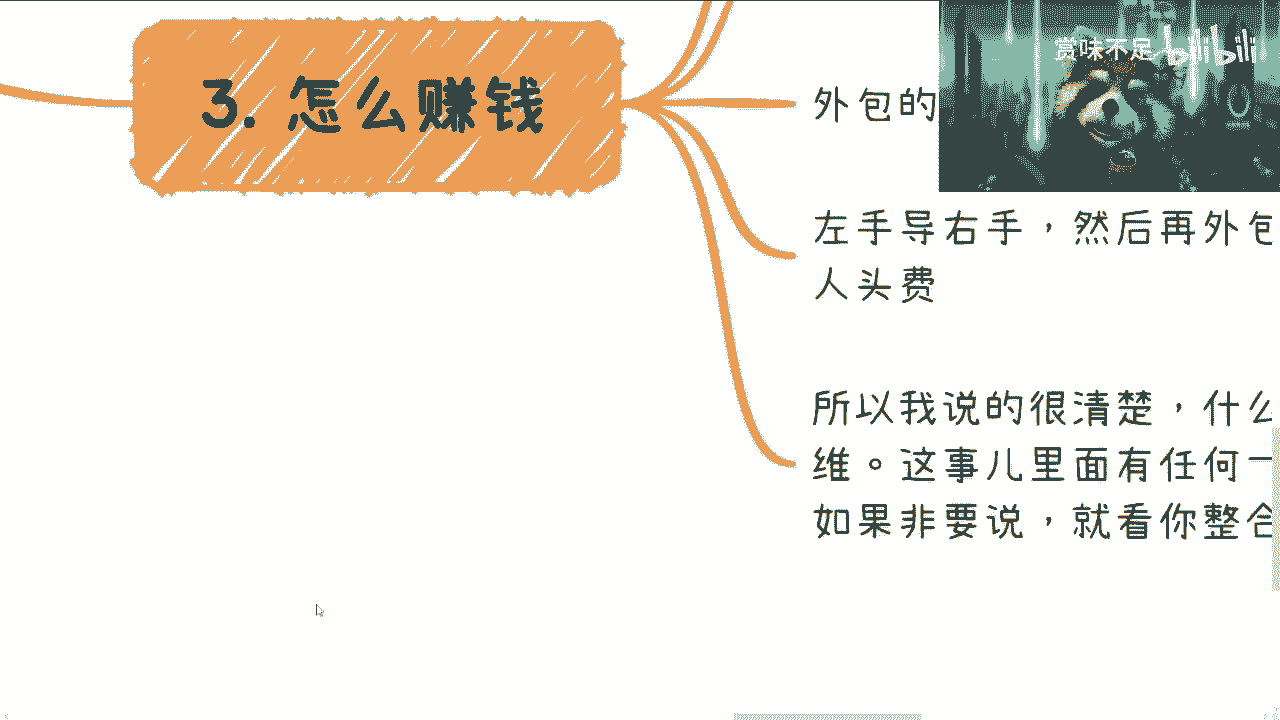 赏味不足 bilibili
3. 怎么赚钱
外包的
左手导右手，然后再外包
人头费
所以我说的很清楚，什么
维。这事儿里面有任何一
如果非要说，就看你整合